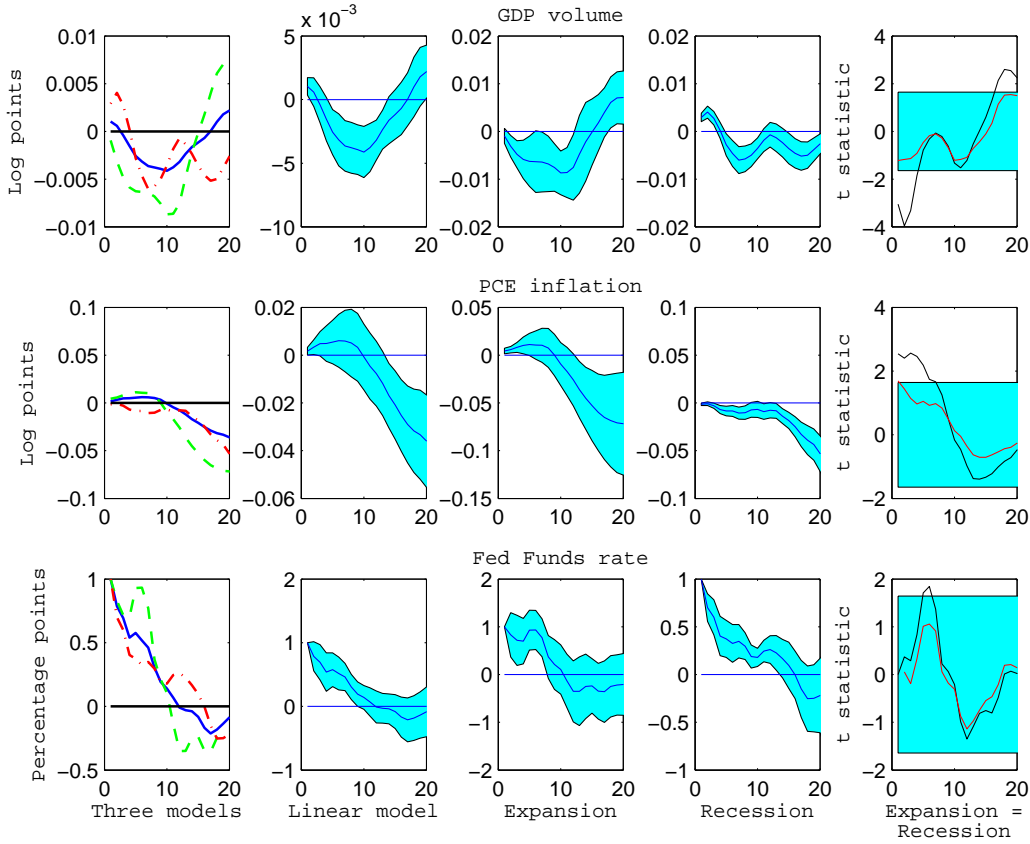 GDP volume
x 10^-3
0.01 5 0.02 0.02 4
0.005 0 0.01 0.01 2
0 −5 0 0 0
−0.005 −0.01 −0.01 −2
−0.01 −10 −0.02 −0.02 −4
Log points
t statistic
0 10 20 0 10 20 0 10 20 0 10 20 0 10 20
PCE inflation
0.1 0.02 0.05 0.1 4
0.05 0 0 0.05 2
0 −0.02 −0.05 0 0
−0.05 −0.04 −0.1 −0.05
−0.1 −0.06 −0.15 −0.1 −2
Log points
t statistic
0 10 20 0 10 20 0 10 20 0 10 20 0 10 20
Fed Funds rate
1 2 2 1 2
0.5 1 1 0.5 1
0 0 0 0 0
−0.5 −1
−0.5 −1 −2 −1 −2
Percentage points
t statistic
0 10 20 0 10 20 0 10 20 0 10 20 0 10 20
Three models Linear model Expansion Recession Expansion =
Recession